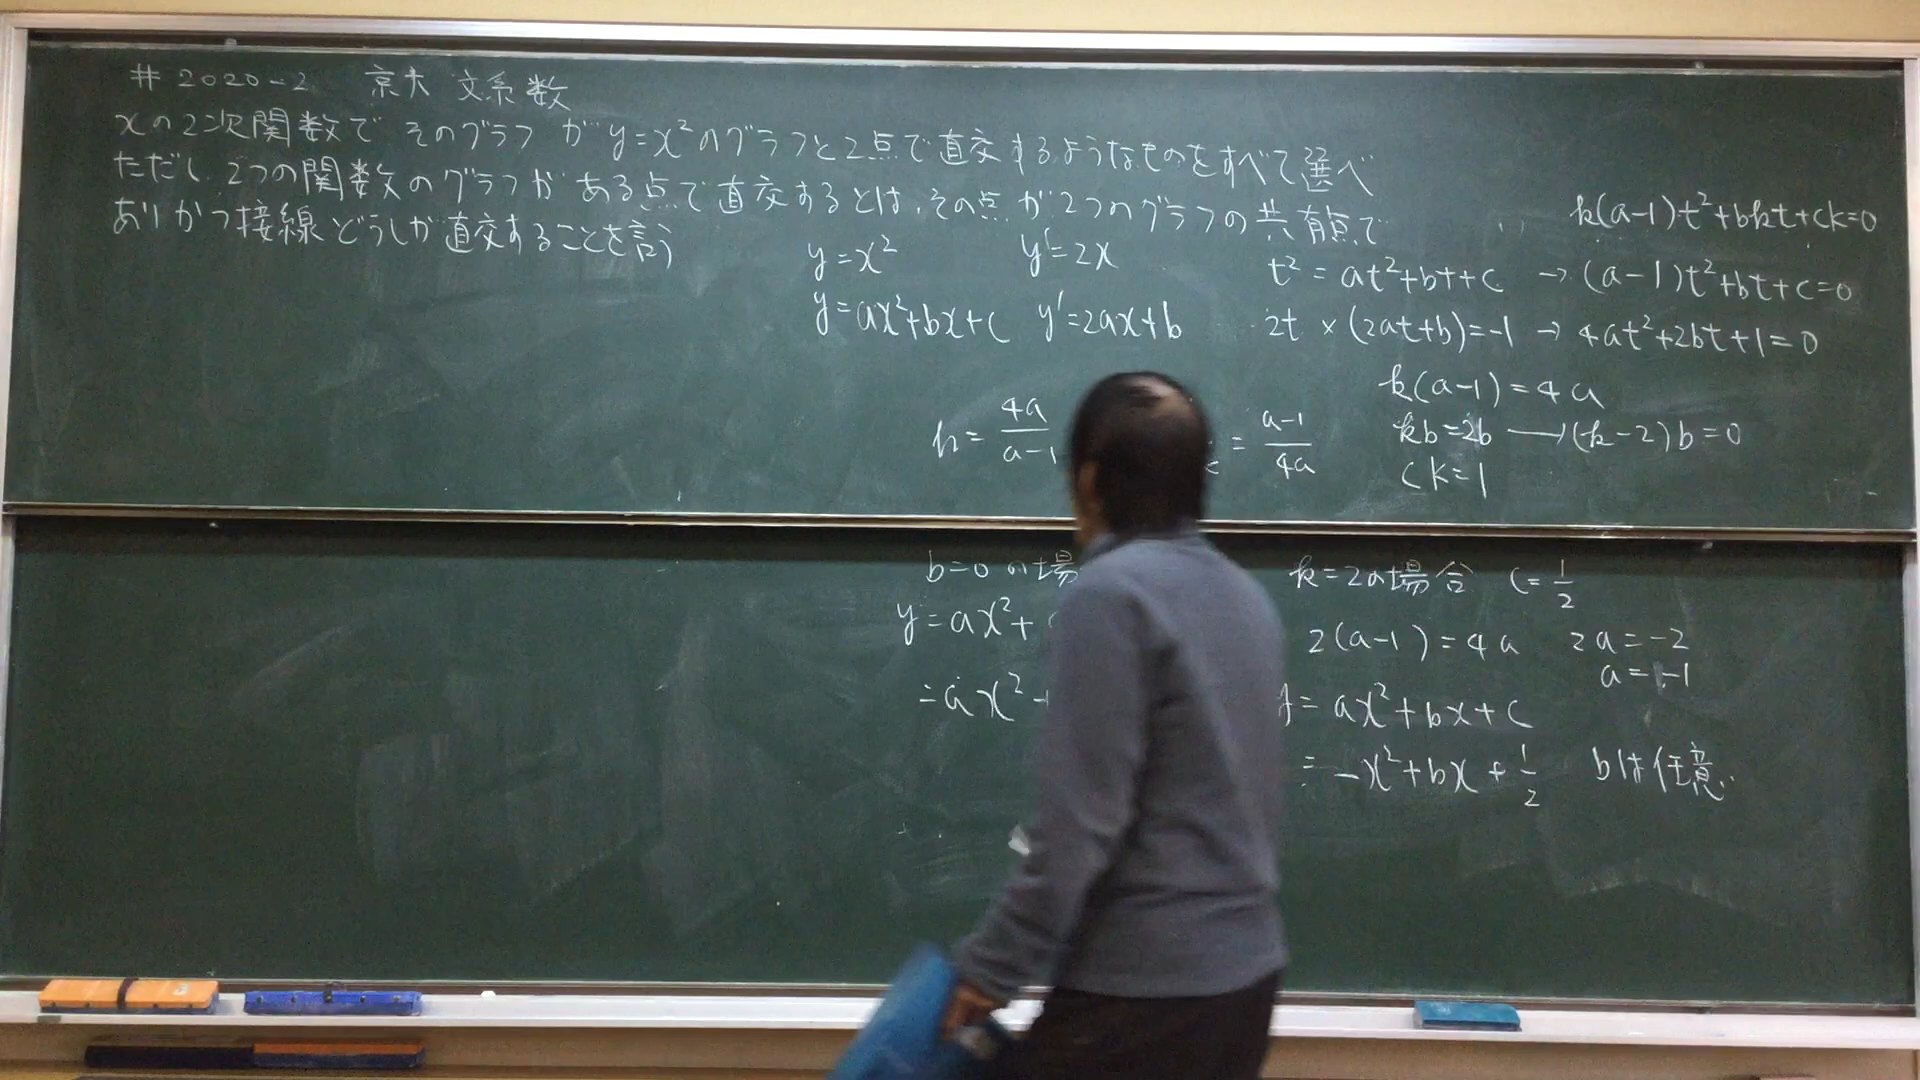 # 2020-2 京大 文系数
xの2次関数で そのグラフ が y=x²のグラフと2点で直交するようなものをすべて選べ
ただし 2つの関数のグラフが ある点で直交するとは、その点 が 2つのグラフの共有点で
あり かつ接線どうしが直交することを言う
y=x² y'=2x
y=ax²+bx+c y'=2ax+b
k(a-1)t²+bkt+ck=0
t²=at²+bt+c → (a-1)t²+bt+c=0
2t×(2at+b)=-1 → 4at²+2bt+1=0
k(a-1)=4a
kb=2b → (k-2)b=0
ck=1
k=4a/(a-1)
=(a-1)/4a
b=0の場
y=ax²+
=ax²
k=2の場合 c=1/2
2(a-1)=4a 2a=-2
a=-1
=ax²+bx+c
=-x²+bx+1/2 bは任意.